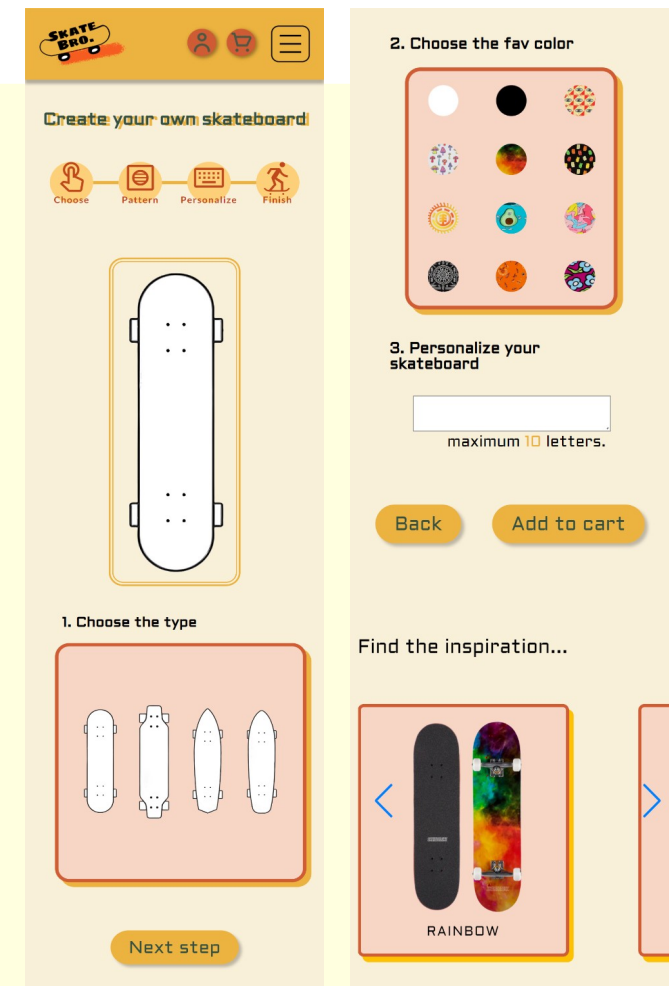 SKATE
BRO.
Create your own skateboard
Choose
Pattern
Personalize
Finish
1. Choose the type
Next step
2. Choose the fav color
3. Personalize your
skateboard
maximum 10 letters.
Back
Add to cart
Find the inspiration...
RAINBOW